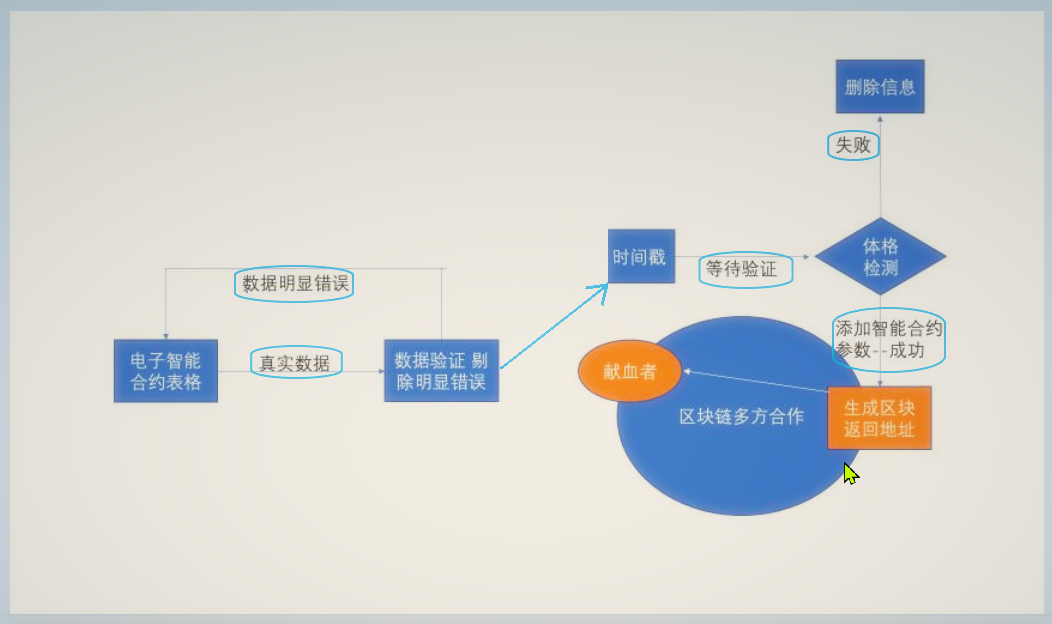 删除信息
失败
时间戳
等待验证
体格
检测
数据明显错误
添加智能合约
参数--成功
电子智能
合约表格
真实数据
数据验证 剔
除明显错误
献血者
区块链多方合作
生成区块
返回地址